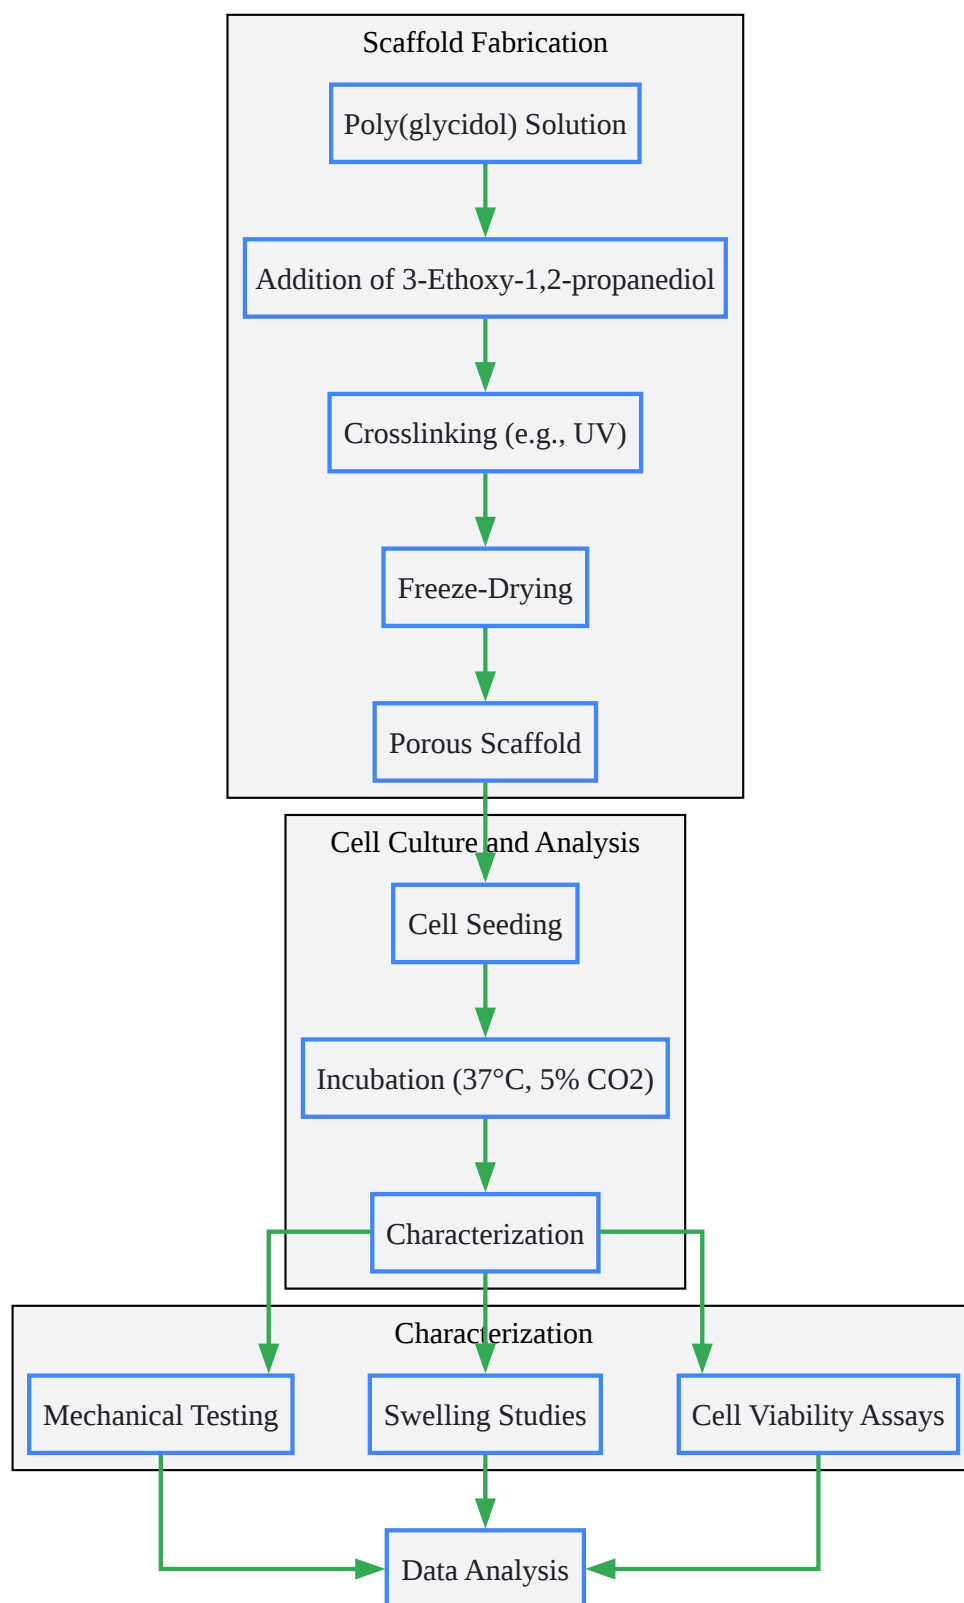 Scaffold Fabrication
Poly(glycidol) Solution
Addition of 3-Ethoxy-1,2-propanediol
Crosslinking (e.g., UV)
Freeze-Drying
Porous Scaffold
Cell Culture and Analysis
Cell Seeding
Incubation (37°C, 5% CO2)
Characterization
Characterization
Mechanical Testing
Swelling Studies
Cell Viability Assays
Data Analysis